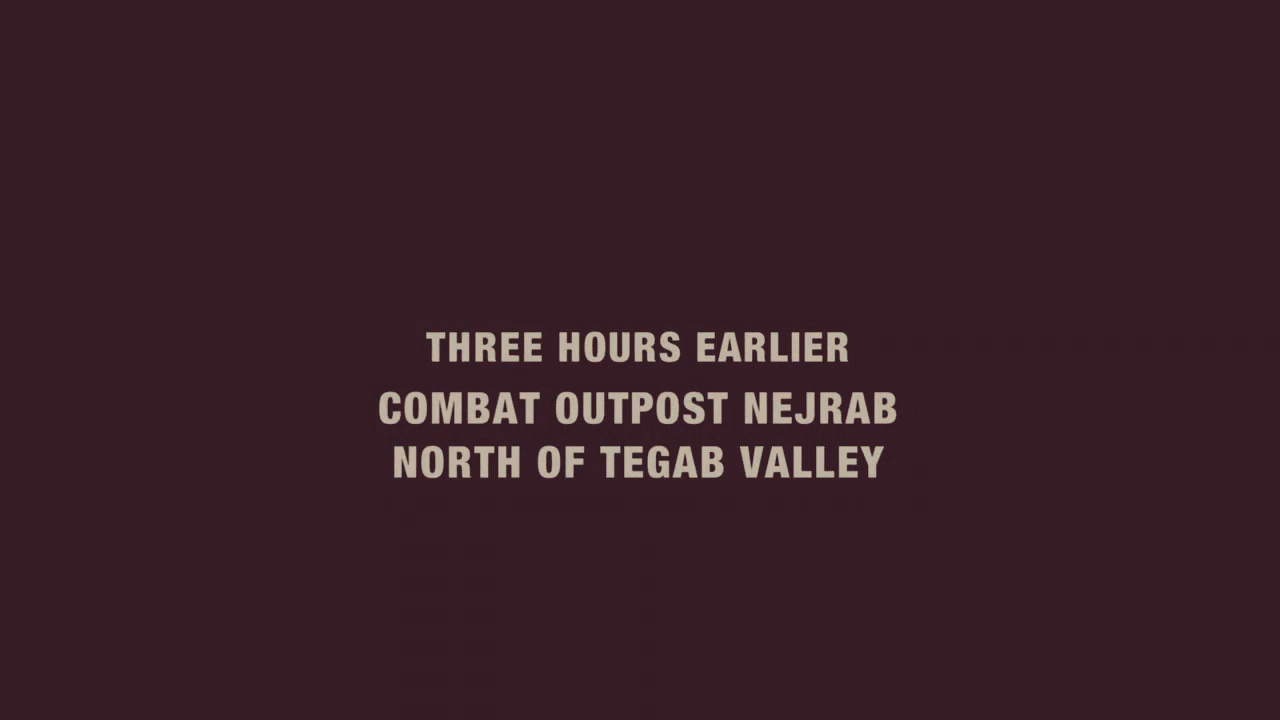 THREE HOURS EARLIER
COMBAT OUTPOST NEJRAB
NORTH OF TEGAB VALLEY